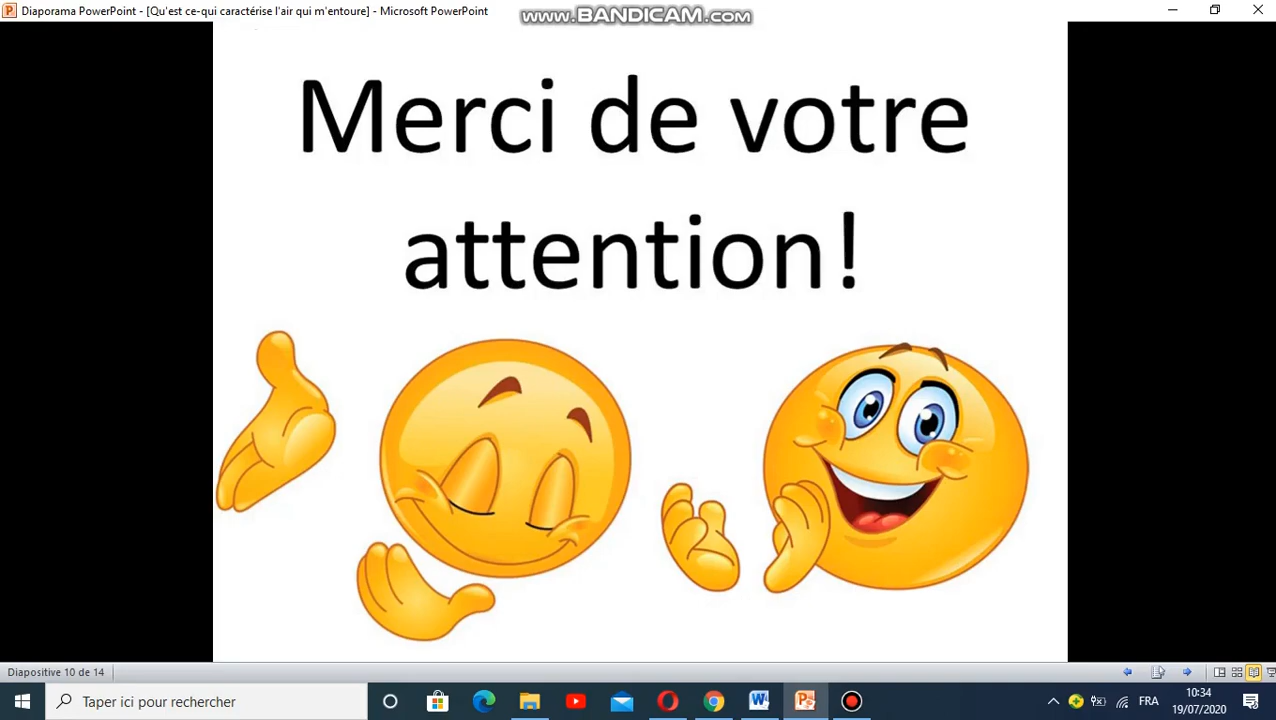 Diaporama PowerPoint - [Qu'est ce-qui caractérise l'air qui m'entoure] - Microsoft PowerPoint
www.BANDICAM.com
Merci de votre
attention!
Diapositive 10 de 14
Taper ici pour rechercher
FRA
10:34
19/07/2020